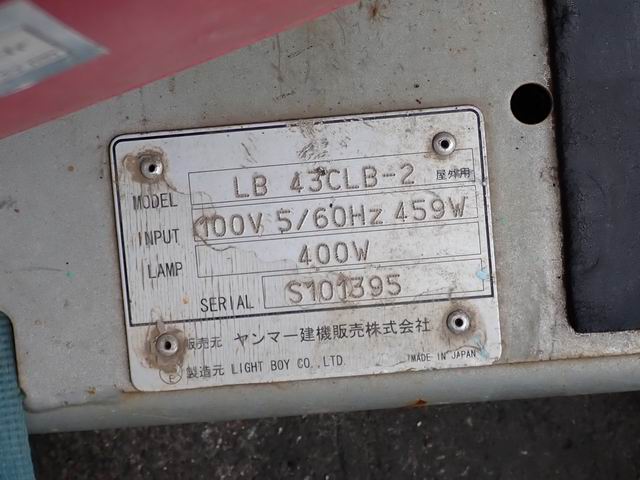 MODEL LB 43CLB-2 屋外用
INPUT 100V 5/60Hz 459W
LAMP 400W
SERIAL S101395
販売元 ヤンマー建機販売株式会社
E 製造元 LIGHT BOY CO., LTD. MADE IN JAPAN